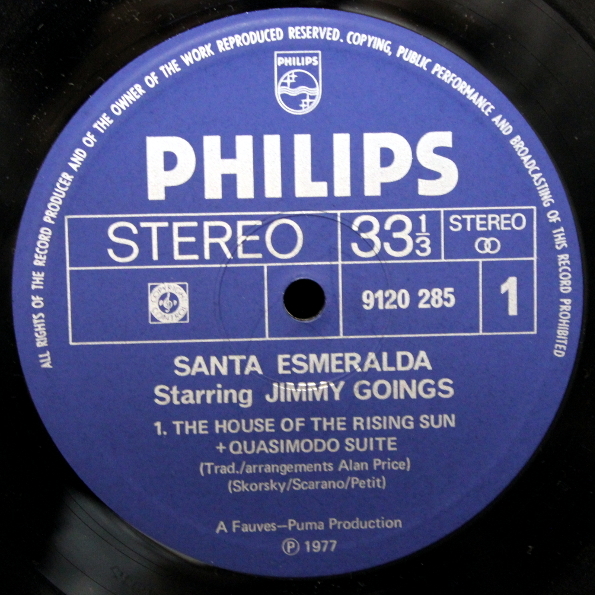 ALL RIGHTS OF THE RECORD PRODUCER AND OF THE OWNER OF THE WORK REPRODUCED RESERVED. COPYING, PUBLIC PERFORMANCE AND BROADCASTING OF THIS RECORD PROHIBITED
PHILIPS
PHILIPS
STEREO 33 1/3 STEREO
9120 285 1
SANTA ESMERALDA
Starring JIMMY GOINGS
1. THE HOUSE OF THE RISING SUN
+QUASIMODO SUITE
(Trad./arrangements Alan Price)
(Skorsky/Scarano/Petit)
A Fauves–Puma Production
℗ 1977